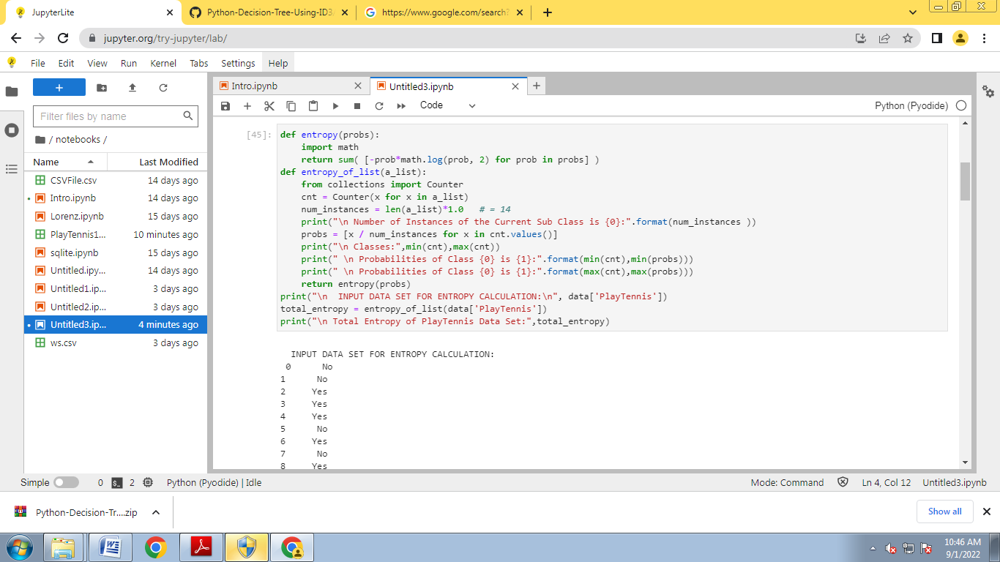 JupyterLite
Python-Decision-Tree-Using-ID3
https://www.google.com/search?
jupyter.org/try-jupyter/lab/
File Edit View Run Kernel Tabs Settings Help
Filter files by name
/ notebooks /
Name Last Modified
CSVFile.csv 14 days ago
Intro.ipynb 14 days ago
Lorenz.ipynb 15 days ago
PlayTennis1... 10 minutes ago
sqlite.ipynb 15 days ago
Untitled.ipy... 14 days ago
Untitled1.ip... 3 days ago
Untitled2.ip... 3 days ago
Untitled3.ip... 4 minutes ago
ws.csv 3 days ago
Intro.ipynb
Untitled3.ipynb
Code
Python (Pyodide)
[45]:
def entropy(probs):
    import math
    return sum( [-prob*math.log(prob, 2) for prob in probs] )
def entropy_of_list(a_list):
    from collections import Counter
    cnt = Counter(x for x in a_list)
    num_instances = len(a_list)*1.0   # = 14
    print("\n Number of Instances of the Current Sub Class is {0}:".format(num_instances ))
    probs = [x / num_instances for x in cnt.values()]
    print("\n Classes:",min(cnt),max(cnt))
    print(" \n Probabilities of Class {0} is {1}:".format(min(cnt),min(probs)))
    print(" \n Probabilities of Class {0} is {1}:".format(max(cnt),max(probs)))
    return entropy(probs)
print("\n  INPUT DATA SET FOR ENTROPY CALCULATION:\n", data['PlayTennis'])
total_entropy = entropy_of_list(data['PlayTennis'])
print("\n Total Entropy of PlayTennis Data Set:",total_entropy)
INPUT DATA SET FOR ENTROPY CALCULATION:
0 No
1 No
2 Yes
3 Yes
4 Yes
5 No
6 Yes
7 No
8 Yes
Simple 0 2 Python (Pyodide) | Idle
Mode: Command Ln 4, Col 12 Untitled3.ipynb
Python-Decision-Tr....zip
Show all
10:46 AM
9/1/2022